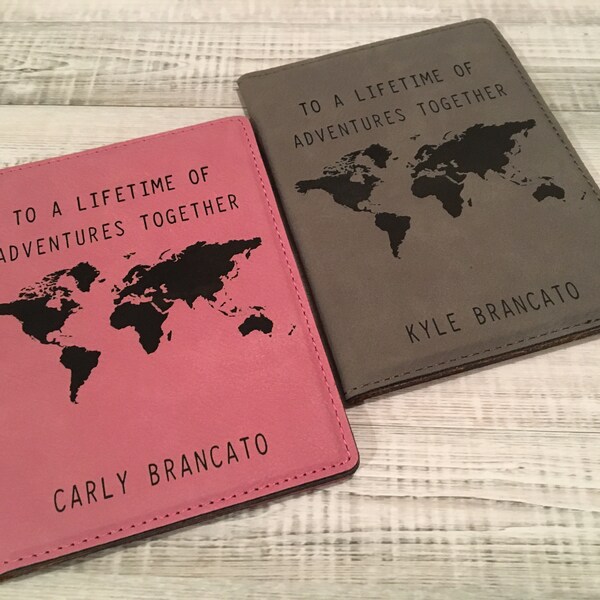 TO A LIFETIME OF
ADVENTURES TOGETHER
CARLY BRANCATO
TO A LIFETIME OF
ADVENTURES TOGETHER
KYLE BRANCATO